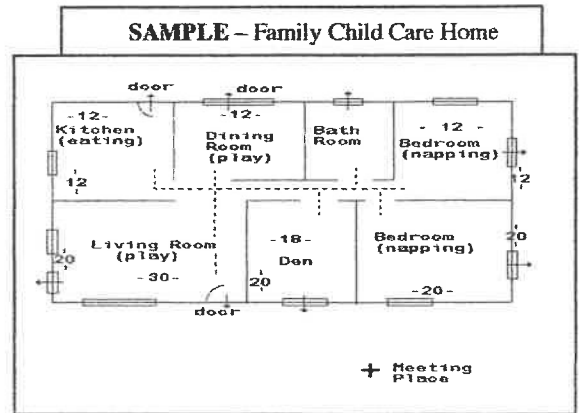 SAMPLE – Family Child Care Home
door door
-12- -12- - 12 -
Kitchen
(eating)
Dining
Room
(play)
Bath
Room
Bedroom
(napping)
12
12
Living Room
(play)
-30-
20
-18-
Den
20
Bedroom
(napping)
-20-
20
door
+ Meeting
Place